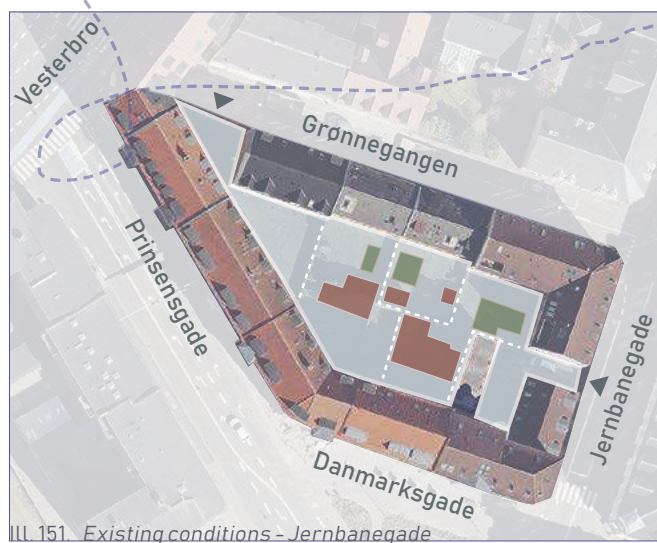 Vesterbro
Grønnegangen
Prinsensgade
Jernbanegade
Danmarksgade
Ill. 151. Existing conditions - Jernbanegade